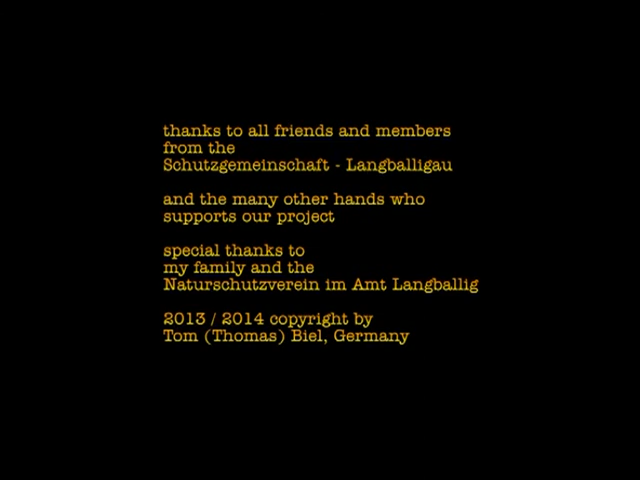 thanks to all friends and members
from the
Schutzgemeinschaft - Langballigau
and the many other hands who
supports our project
special thanks to
my family and the
Naturschutzverein im Amt Langballig
2013 / 2014 copyright by
Tom (Thomas) Biel, Germany